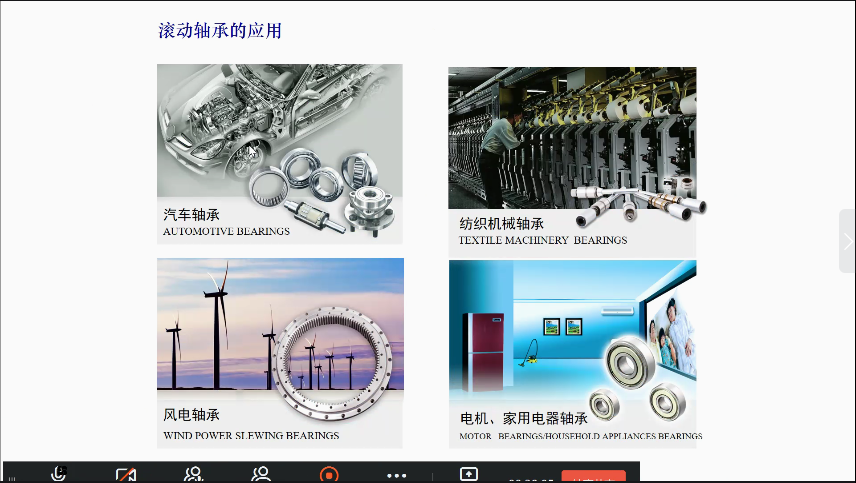 滚动轴承的应用
汽车轴承
AUTOMOTIVE BEARINGS
纺织机械轴承
TEXTILE MACHINERY BEARINGS
风电轴承
WIND POWER SLEWING BEARINGS
电机、家用电器轴承
MOTOR BEARINGS/HOUSEHOLD APPLIANCES BEARINGS